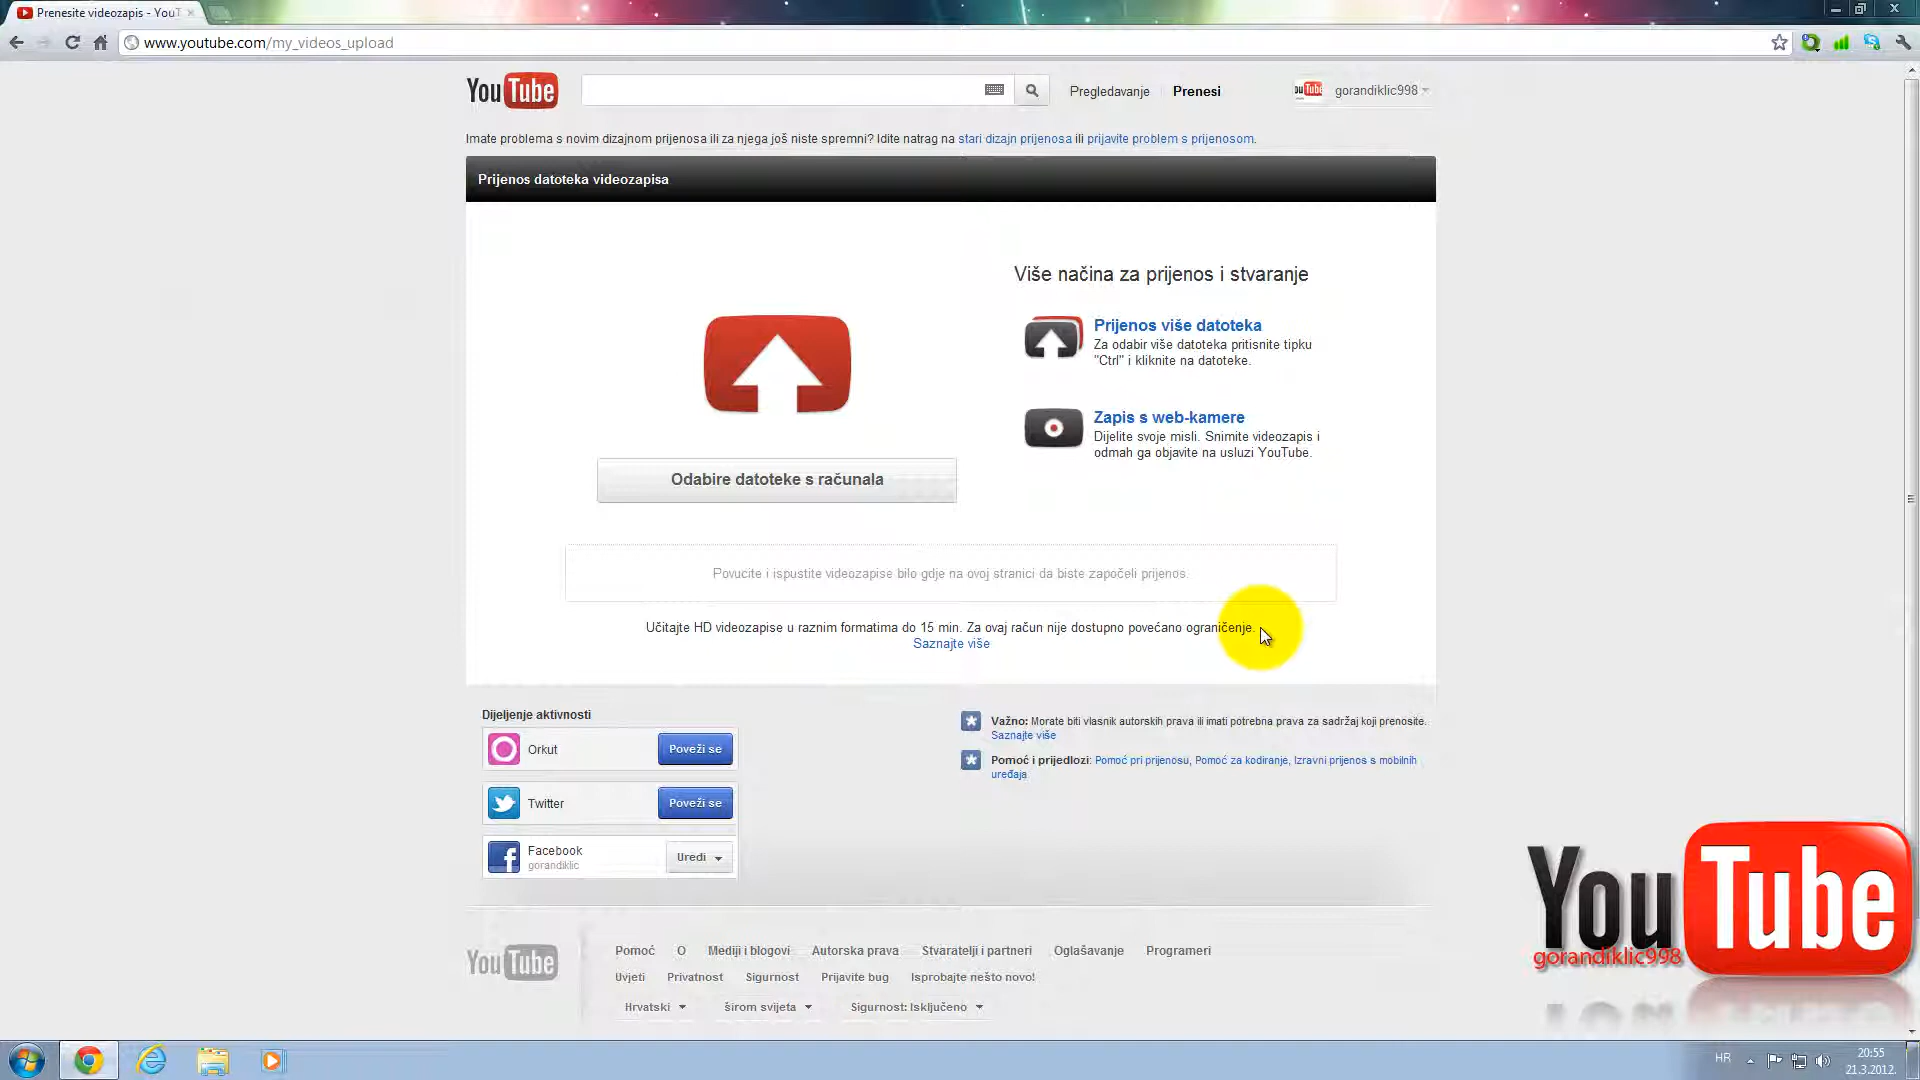 Prenesite videozapis - YouT
www.youtube.com/my_videos_upload
YouTube
Pregledavanje
Prenesi
gorandiklic998
Imate problema s novim dizajnom prijenosa ili za njega još niste spremni? Idite natrag na stari dizajn prijenosa ili prijavite problem s prijenosom.
Prijenos datoteka videozapisa
Više načina za prijenos i stvaranje
Prijenos više datoteka
Za odabir više datoteka pritisnite tipku
"Ctrl" i kliknite na datoteke.
Zapis s web-kamere
Dijelite svoje misli. Snimite videozapis i
odmah ga objavite na usluzi YouTube.
Odabire datoteke s računala
Povucite i ispustite videozapise bilo gdje na ovoj stranici da biste započeli prijenos.
Učitajte HD videozapise u raznim formatima do 15 min. Za ovaj račun nije dostupno povećano ograničenje.
Saznajte više
Dijeljenje aktivnosti
Orkut
Poveži se
Twitter
Poveži se
Facebook
gorandiklic
Uredi
Važno: Morate biti vlasnik autorskih prava ili imati potrebna prava za sadržaj koji prenosite.
Saznajte više
Pomoć i prijedlozi: Pomoć pri prijenosu, Pomoć za kodiranje, Izravni prijenos s mobilnih
uređaja
YouTube
gorandiklic998
YouTube
Pomoć O Mediji i blogovi Autorska prava Stvaratelji i partneri Oglašavanje Programeri
Uvjeti Privatnost Sigurnost Prijavite bug Isprobajte nešto novo!
Hrvatski širom svijeta Sigurnost: Isključeno
HR
20:55
21.3.2012.